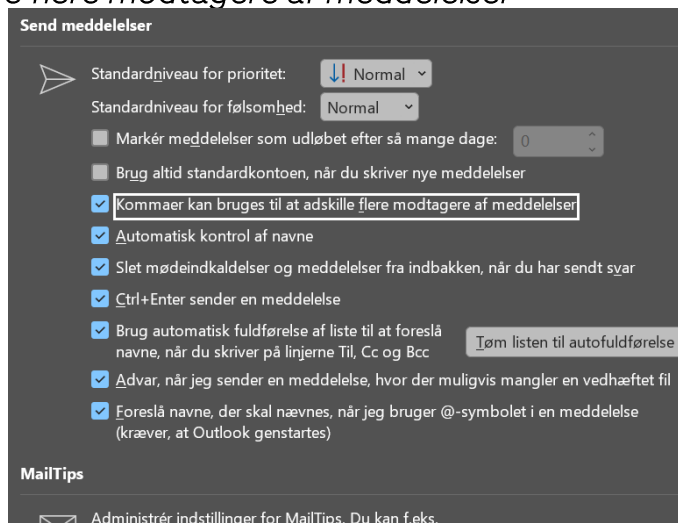 flere modtagere af meddelelser
Send meddelelser
Standardniveau for prioritet: Normal
Standardniveau for følsomhed: Normal
Markér meddelelser som udløbet efter så mange dage: 0
Brug altid standardkontoen, når du skriver nye meddelelser
Kommaer kan bruges til at adskille flere modtagere af meddelelser
Automatisk kontrol af navne
Slet mødeindkaldelser og meddelelser fra indbakken, når du har sendt svar
Ctrl+Enter sender en meddelelse
Brug automatisk fuldførelse af liste til at foreslå
navne, når du skriver på linjerne Til, Cc og Bcc
Tøm listen til autofuldførelse
Advar, når jeg sender en meddelelse, hvor der muligvis mangler en vedhæftet fil
Foreslå navne, der skal nævnes, når jeg bruger @-symbolet i en meddelelse
(kræver, at Outlook genstartes)
MailTips
Administrér indstillinger for MailTips. Du kan f.eks.